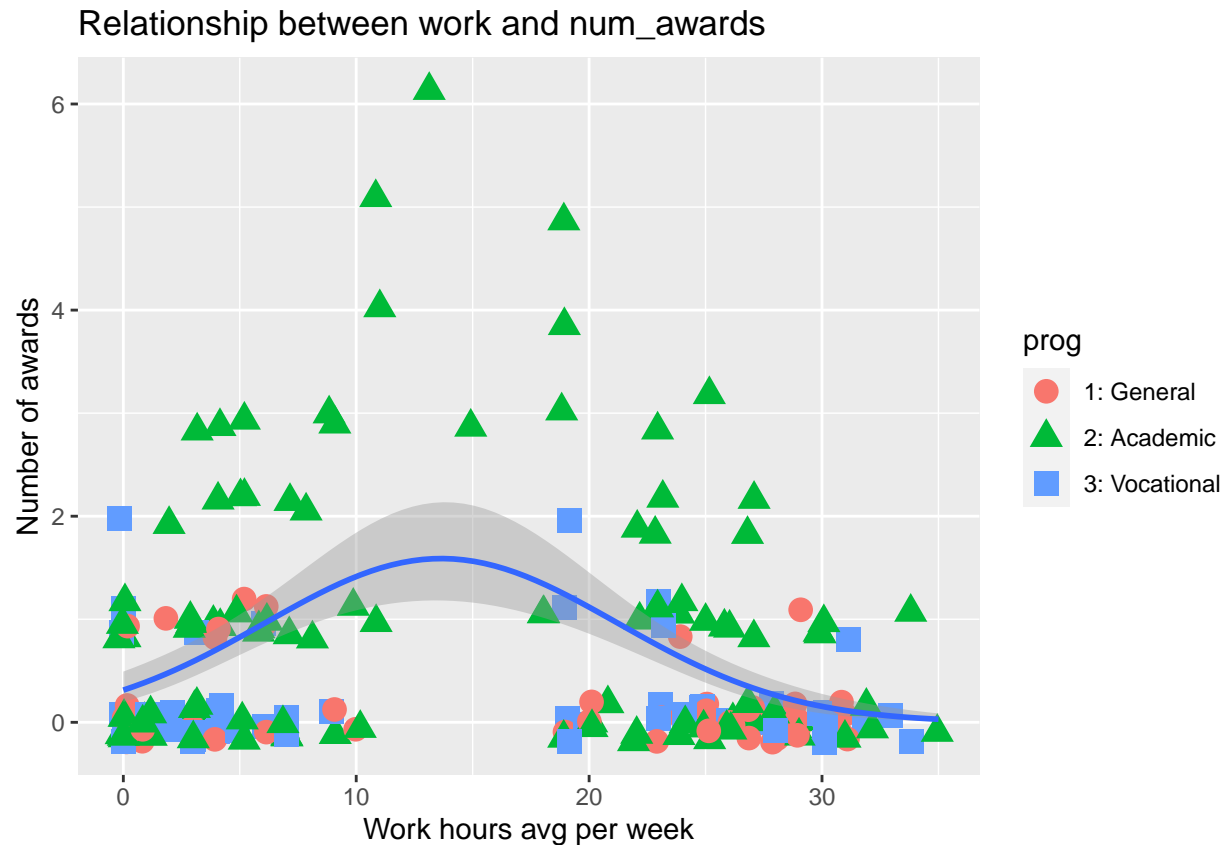 Relationship between work and num_awards
6
4
2
0
Number of awards
0
10
20
30
Work hours avg per week
prog
1: General
2: Academic
3: Vocational